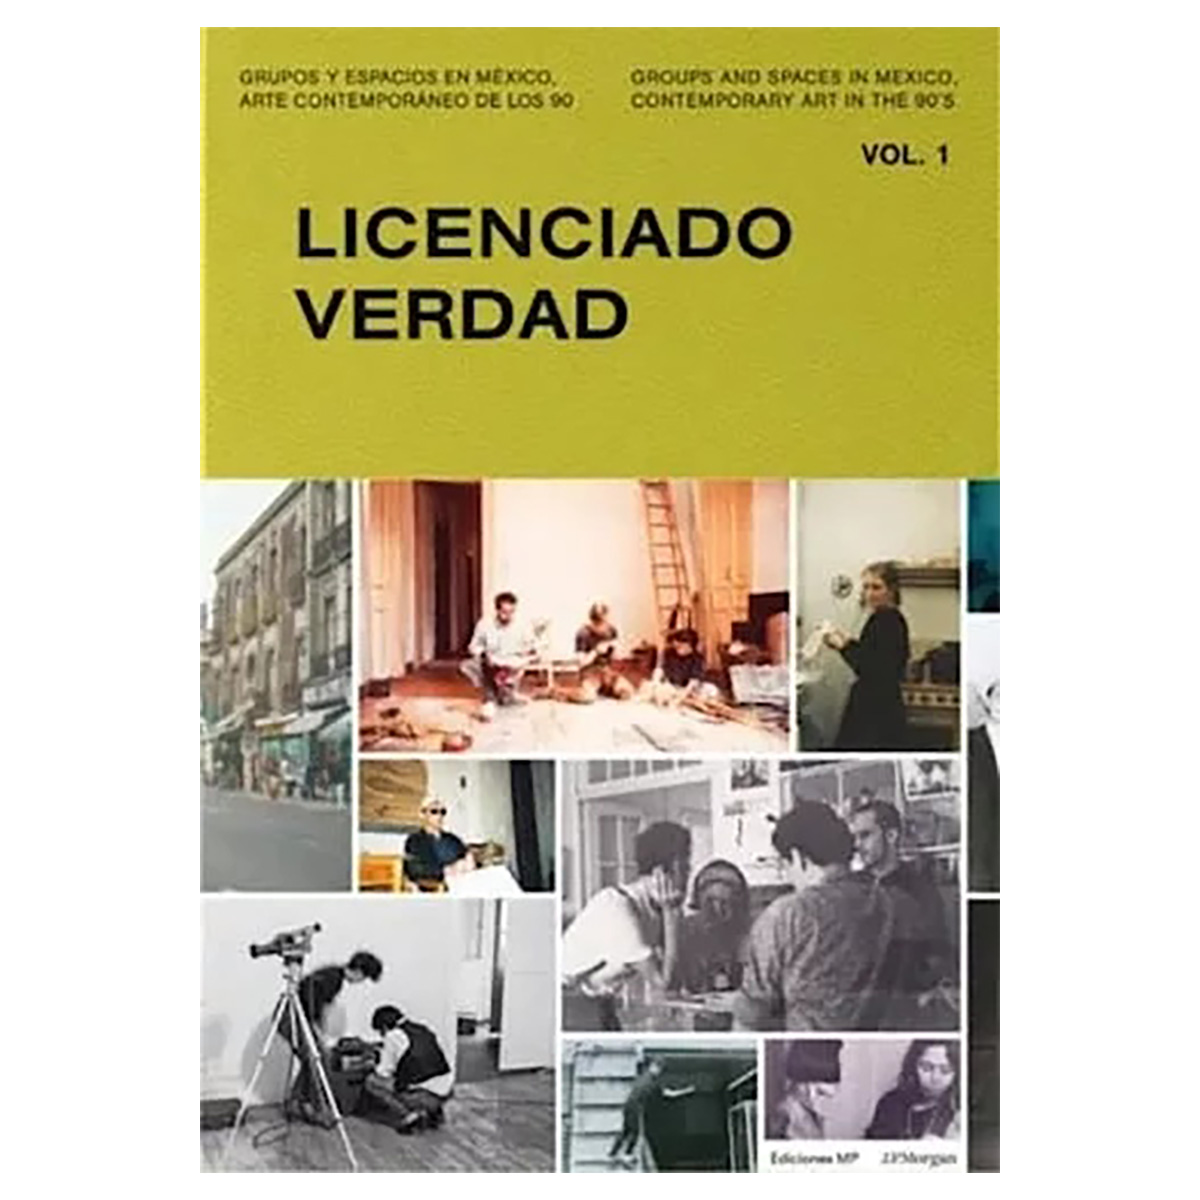 GRUPOS Y ESPACIOS EN MÉXICO,
ARTE CONTEMPORÁNEO DE LOS 90
GROUPS AND SPACES IN MEXICO,
CONTEMPORARY ART IN THE 90'S
VOL. 1
LICENCIADO
VERDAD
Ediciones MP
J.P.Morgan